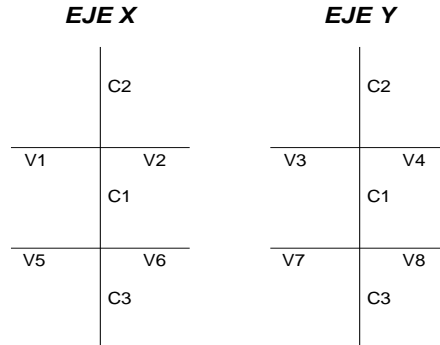 EJE X EJE Y
C2 C2
V1 V2 V3 V4
C1 C1
V5 V6 V7 V8
C3 C3